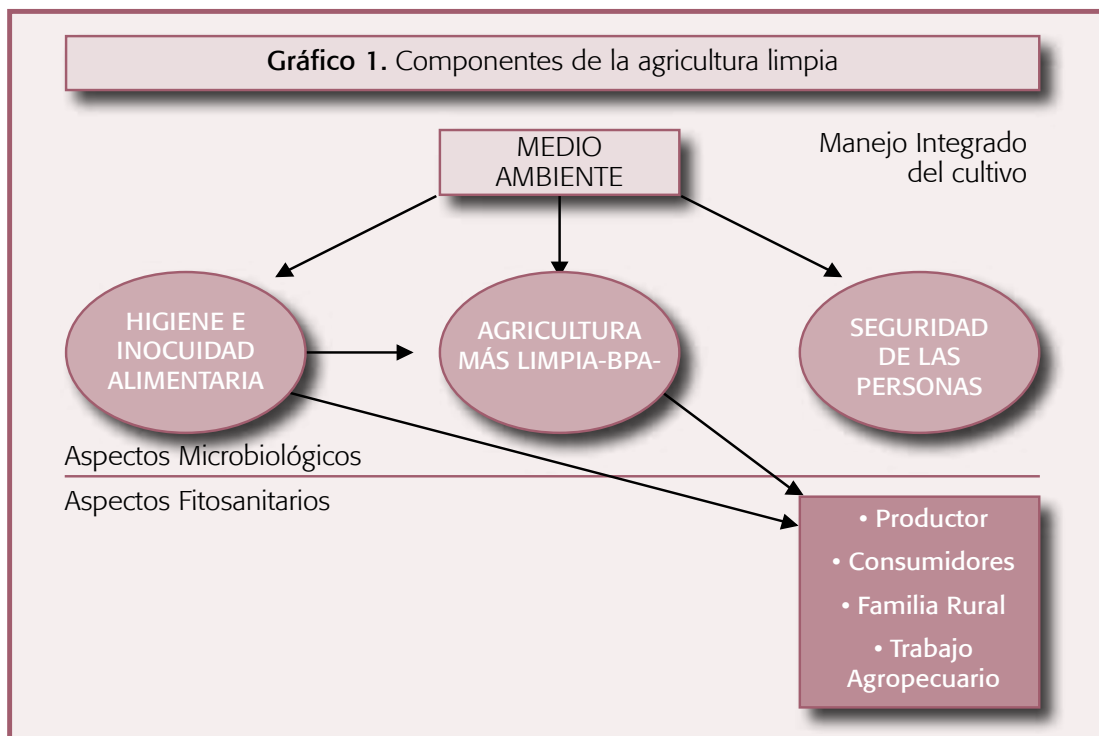 Gráfico 1. Componentes de la agricultura limpia
MEDIO
AMBIENTE
Manejo Integrado
del cultivo
HIGIENE E
INOCUIDAD
ALIMENTARIA
AGRICULTURA
MÁS LIMPIA-BPA-
SEGURIDAD
DE LAS
PERSONAS
Aspectos Microbiológicos
Aspectos Fitosanitarios
• Productor
• Consumidores
• Familia Rural
• Trabajo
Agropecuario